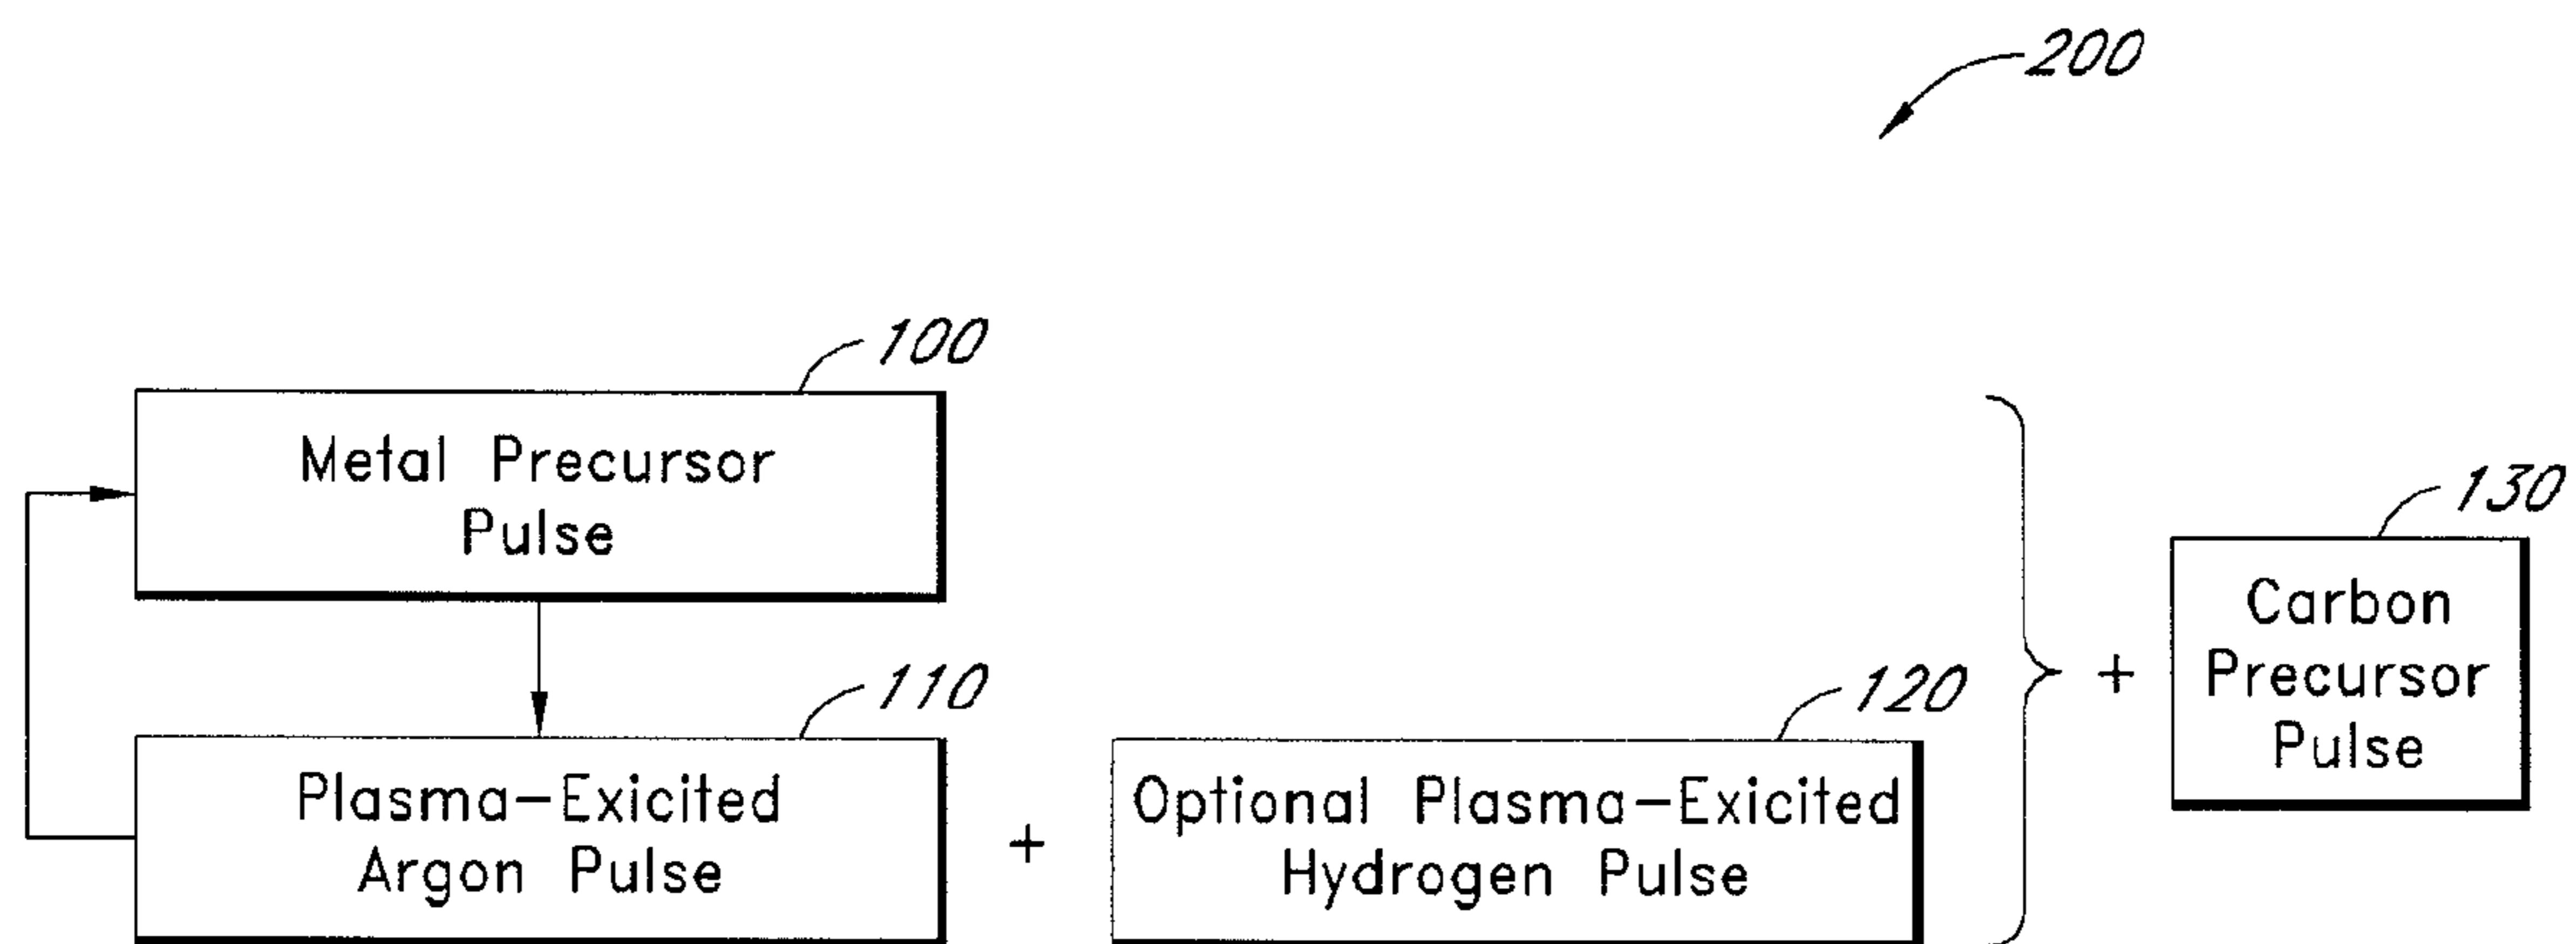 200
100
Metal Precursor
Pulse
130
Carbon
Precursor
Pulse
110
Plasma-Exicited
Argon Pulse
+
120
Optional Plasma-Exicited
Hydrogen Pulse
+